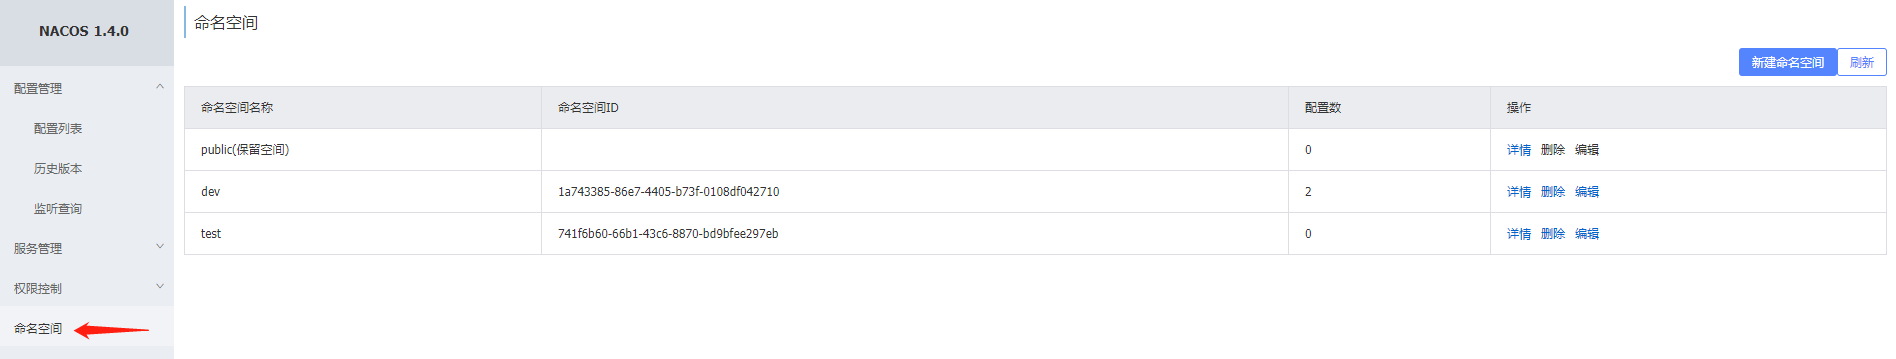 NACOS 1.4.0
配置管理
配置列表
历史版本
监听查询
服务管理
权限控制
命名空间
命名空间
新建命名空间 刷新
命名空间名称 命名空间ID 配置数 操作
public(保留空间) 0 详情 删除 编辑
dev 1a743385-86e7-4405-b73f-0108df042710 2 详情 删除 编辑
test 741f6b60-66b1-43c6-8870-bd9bfee297eb 0 详情 删除 编辑